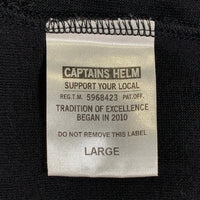 CAPTAINS HELM
SUPPORT YOUR LOCAL
REG.T.M. 5968423 PAT.OFF.
TRADITION OF EXCELLENCE
BEGAN IN 2010
DO NOT REMOVE THIS LABEL
LARGE